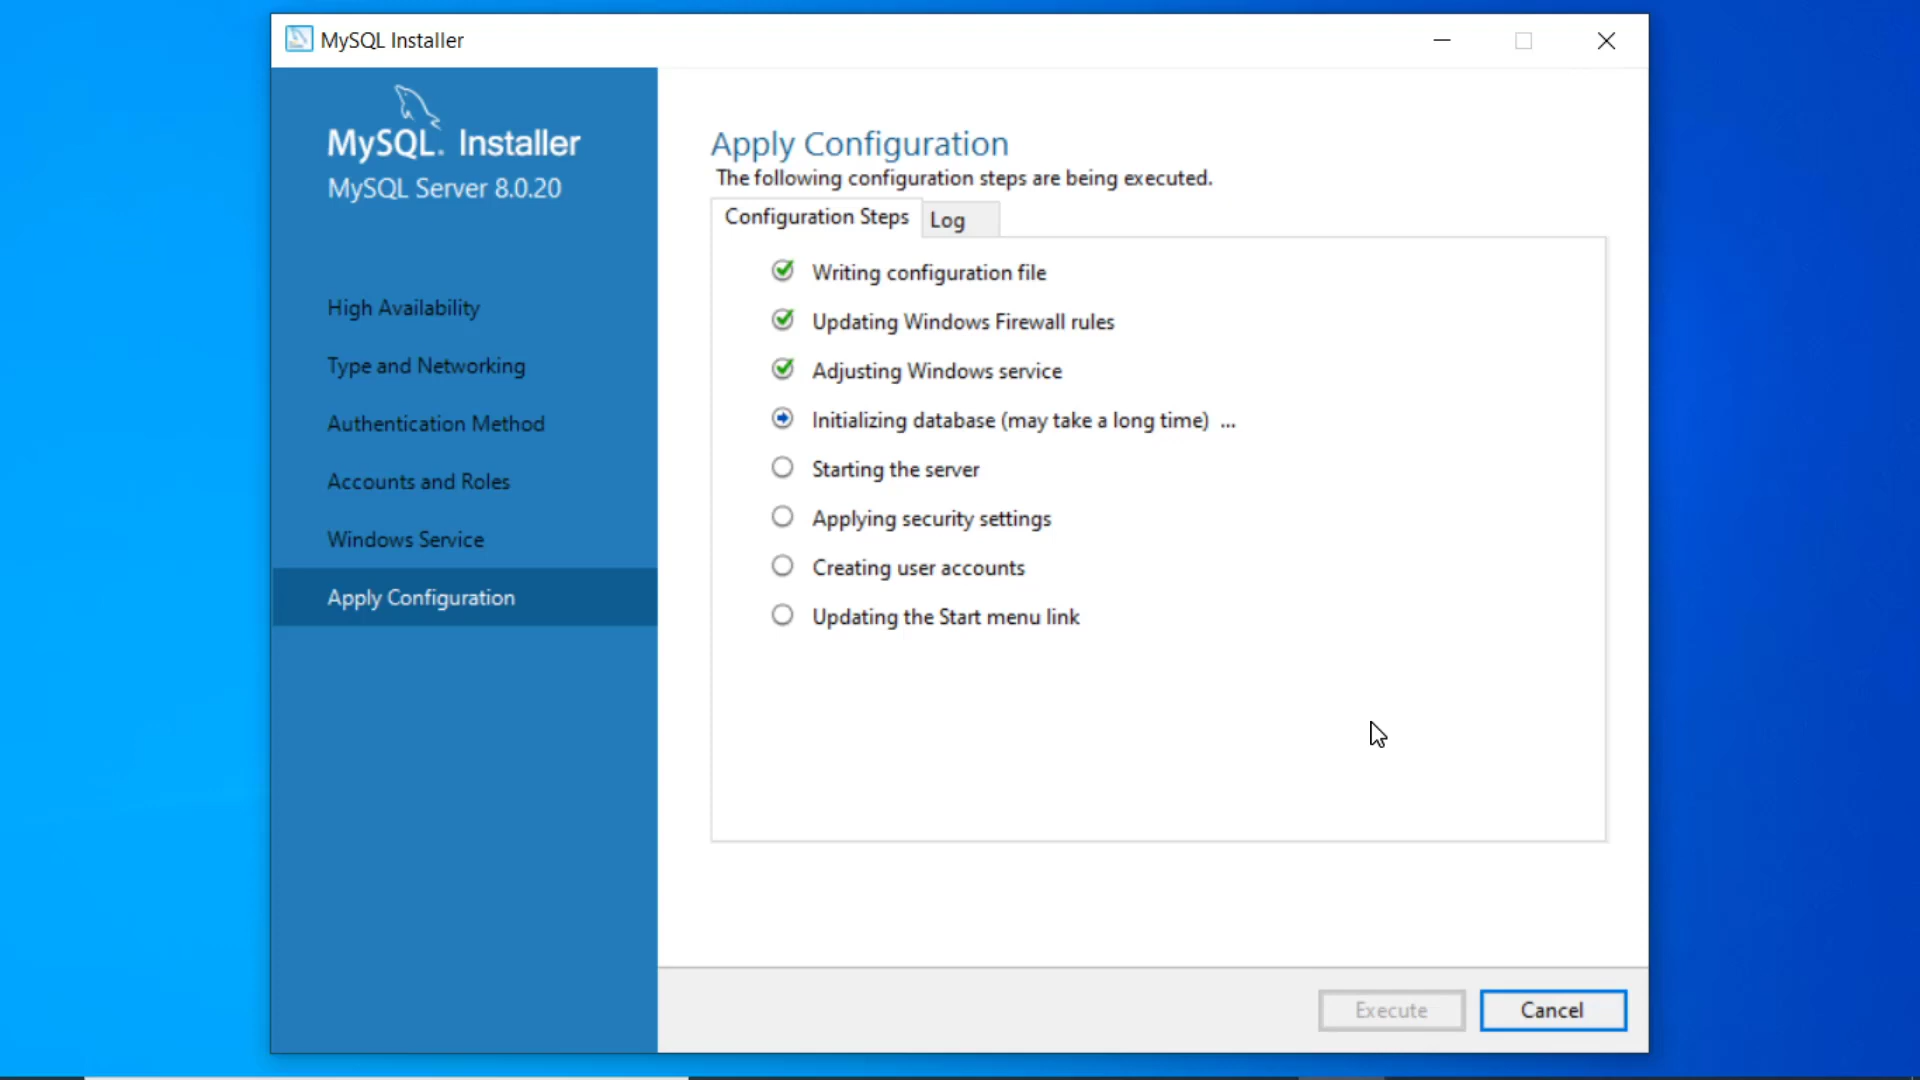 MySQL Installer
MySQL. Installer
MySQL Server 8.0.20
High Availability
Type and Networking
Authentication Method
Accounts and Roles
Windows Service
Apply Configuration
Apply Configuration
The following configuration steps are being executed.
Configuration Steps
Log
Writing configuration file
Updating Windows Firewall rules
Adjusting Windows service
Initializing database (may take a long time) ...
Starting the server
Applying security settings
Creating user accounts
Updating the Start menu link
Execute
Cancel